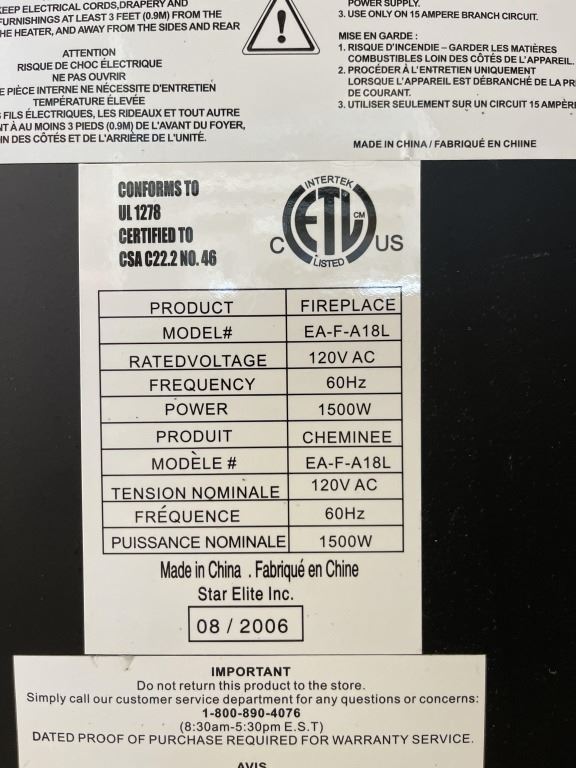 KEEP ELECTRICAL CORDS,DRAPERY AND
FURNISHINGS AT LEAST 3 FEET (0.9M) FROM THE
HE HEATER, AND AWAY FROM THE SIDES AND REAR
ATTENTION
RISQUE DE CHOC ÉLECTRIQUE
NE PAS OUVRIR
E PIÈCE INTERNE NE NÉCESSITE D'ENTRETIEN
TEMPÉRATURE ÉLEVÉE
FILS ÉLECTRIQUES, LES RIDEAUX ET TOUT AUTRE
NT À AU MOINS 3 PIEDS (0.9M) DE L'AVANT DU FOYER,
IN DES CÔTÉS ET DE L'ARRIÈRE DE L'UNITÉ.
POWER SUPPLY.
3. USE ONLY ON 15 AMPERE BRANCH CIRCUIT.
MISE EN GARDE :
1. RISQUE D'INCENDIE – GARDER LES MATIÈRES
COMBUSTIBLES LOIN DES CÔTÉS DE L'APPAREIL.
2. PROCÉDER À L'ENTRETIEN UNIQUEMENT
LORSQUE L'APPAREIL EST DÉBRANCHÉ DE LA PRI
DE COURANT.
3. UTILISER SEULEMENT SUR UN CIRCUIT 15 AMPÈRE
MADE IN CHINA / FABRIQUÉ EN CHIINE
CONFORMS TO
UL 1278
CERTIFIED TO
CSA C22.2 NO. 46
INTERTEK
C ETL CM US
LISTED
PRODUCT FIREPLACE
MODEL# EA-F-A18L
RATEDVOLTAGE 120V AC
FREQUENCY 60Hz
POWER 1500W
PRODUIT CHEMINEE
MODÈLE # EA-F-A18L
TENSION NOMINALE 120V AC
FRÉQUENCE 60Hz
PUISSANCE NOMINALE 1500W
Made in China . Fabriqué en Chine
Star Elite Inc.
08 / 2006
IMPORTANT
Do not return this product to the store.
Simply call our customer service department for any questions or concerns:
1-800-890-4076
(8:30am-5:30pm E.S.T)
DATED PROOF OF PURCHASE REQUIRED FOR WARRANTY SERVICE.
AVIS